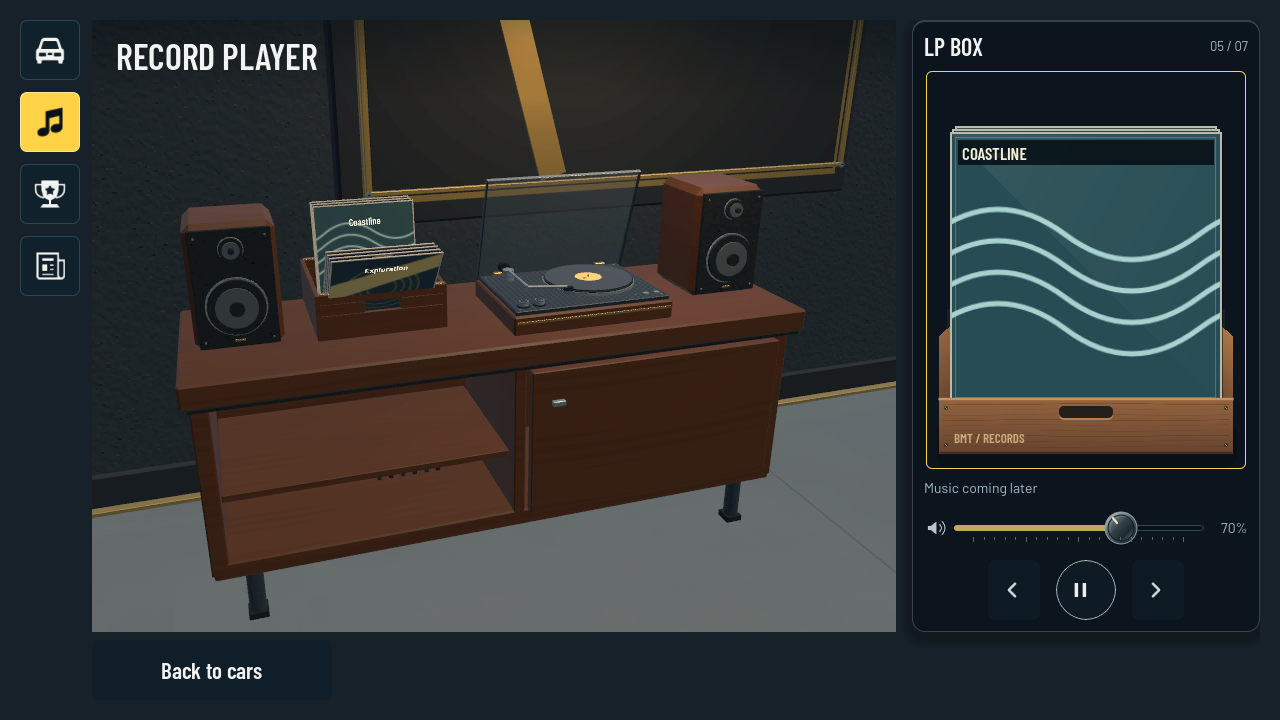 RECORD PLAYER
Coastline
Exploration
LP BOX
05 / 07
COASTLINE
BMT / RECORDS
Music coming later
70%
Back to cars